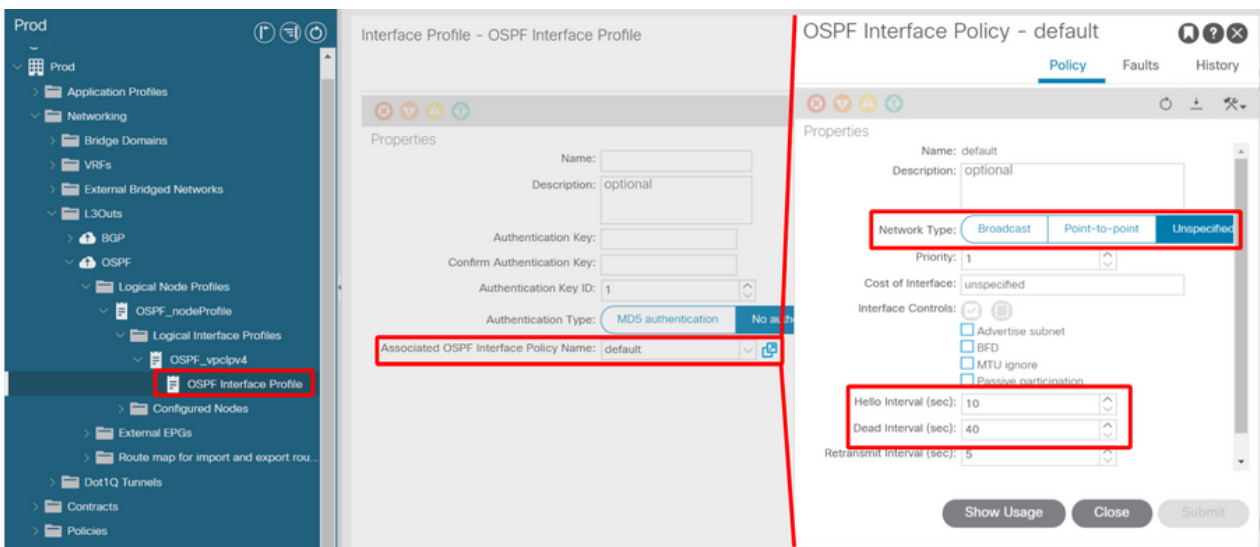 Prod
Prod
Application Profiles
Networking
Bridge Domains
VRFs
External Bridged Networks
L3Outs
BGP
OSPF
Logical Node Profiles
OSPF_nodeProfile
Logical Interface Profiles
OSPF_vpcIpv4
OSPF Interface Profile
Configured Nodes
External EPGs
Route map for import and export rou...
Dot1Q Tunnels
Contracts
Policies
Interface Profile - OSPF Interface Profile
Properties
Name:
Description: optional
Authentication Key:
Confirm Authentication Key:
Authentication Key ID: 1
Authentication Type: MD5 authentication No auth
Associated OSPF Interface Policy Name: default
OSPF Interface Policy - default
Policy Faults History
Properties
Name: default
Description: optional
Network Type: Broadcast Point-to-point Unspecified
Priority: 1
Cost of Interface: unspecified
Interface Controls:
Advertise subnet
BFD
MTU ignore
Passive participation
Hello Interval (sec): 10
Dead Interval (sec): 40
Retransmit Interval (sec): 5
Show Usage Close Submit